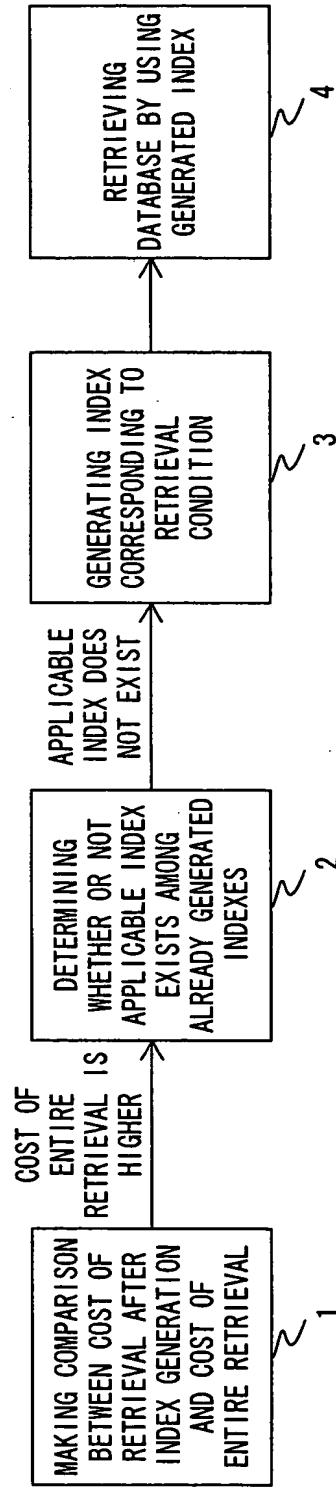 MAKING COMPARISON
BETWEEN COST OF
RETRIEVAL AFTER
INDEX GENERATION
AND COST OF
ENTIRE RETRIEVAL
1
COST OF
ENTIRE
RETRIEVAL IS
HIGHER
DETERMINING
WHETHER OR NOT
APPLICABLE INDEX
EXISTS AMONG
ALREADY GENERATED
INDEXES
2
APPLICABLE
INDEX DOES
NOT EXIST
GENERATING INDEX
CORRESPONDING TO
RETRIEVAL
CONDITION
3
RETRIEVING
DATABASE BY USING
GENERATED INDEX
4